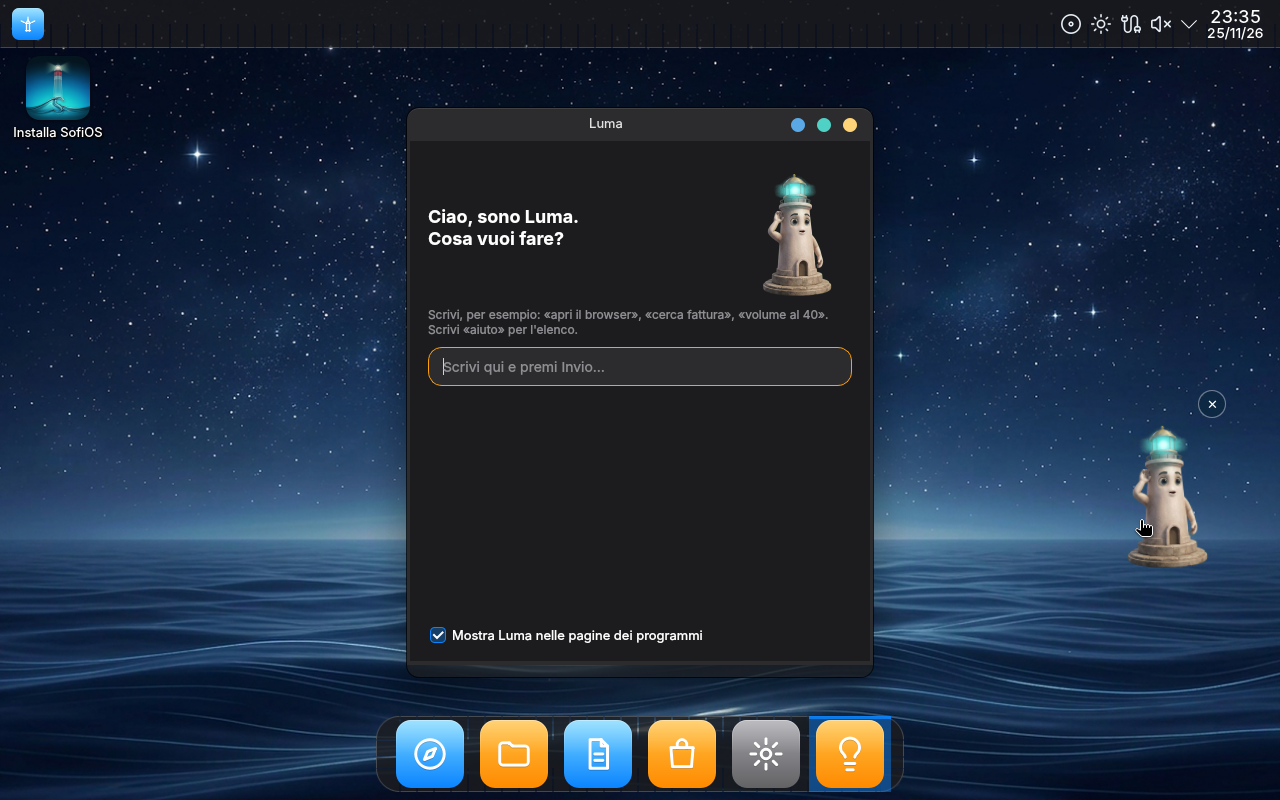 23:35
25/11/26
Installa SofiOS
Luma
Ciao, sono Luma.
Cosa vuoi fare?
Scrivi, per esempio: «apri il browser», «cerca fattura», «volume al 40».
Scrivi «aiuto» per l'elenco.
Scrivi qui e premi Invio...
Mostra Luma nelle pagine dei programmi